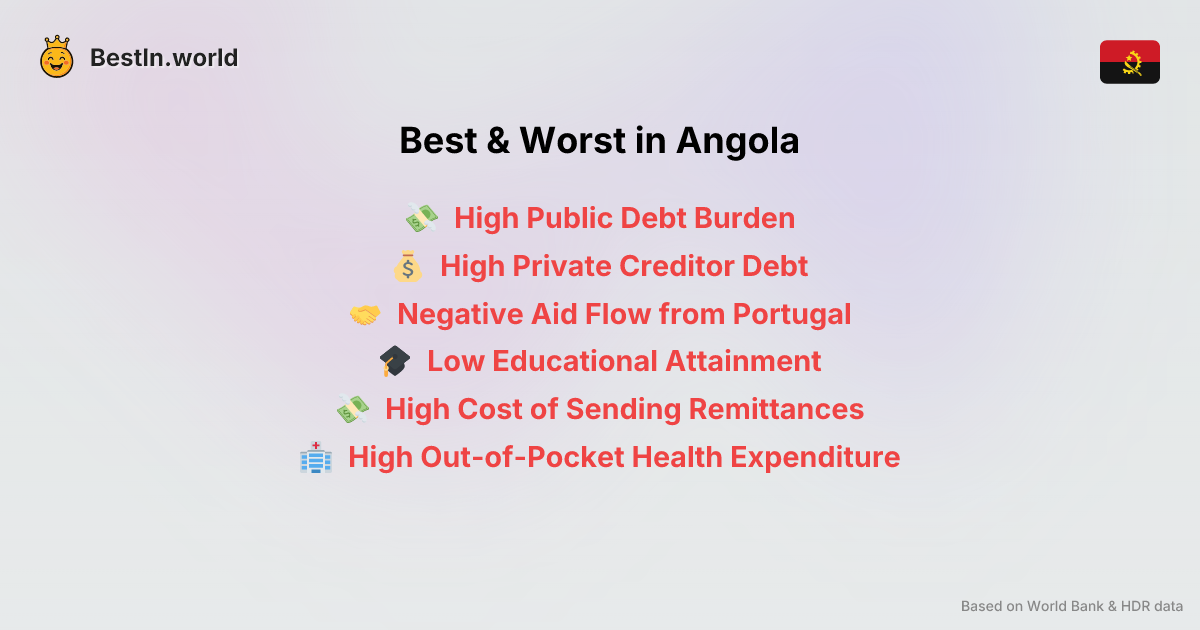 BestIn.world
Best & Worst in Angola
High Public Debt Burden
High Private Creditor Debt
Negative Aid Flow from Portugal
Low Educational Attainment
High Cost of Sending Remittances
High Out-of-Pocket Health Expenditure
Based on World Bank & HDR data